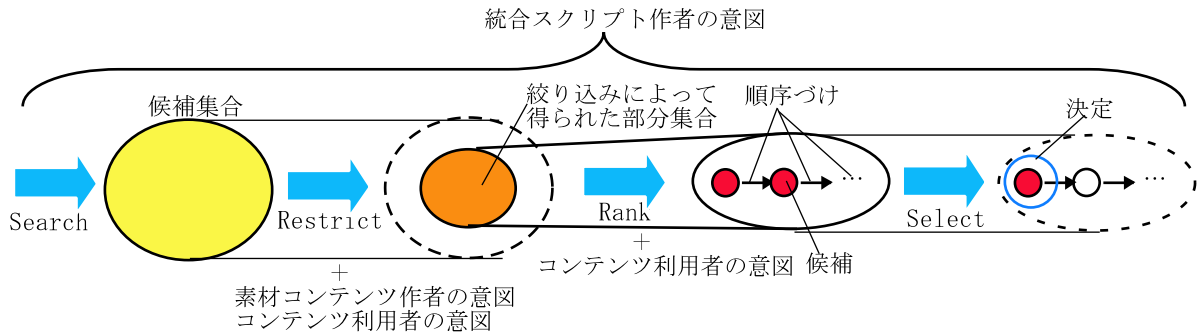 統合スクリプト作者の意図
候補集合
絞り込みによって
得られた部分集合
順序づけ
決定
Search
Restrict
Rank
Select
…
…
+
素材コンテンツ作者の意図
コンテンツ利用者の意図
+
コンテンツ利用者の意図
候補